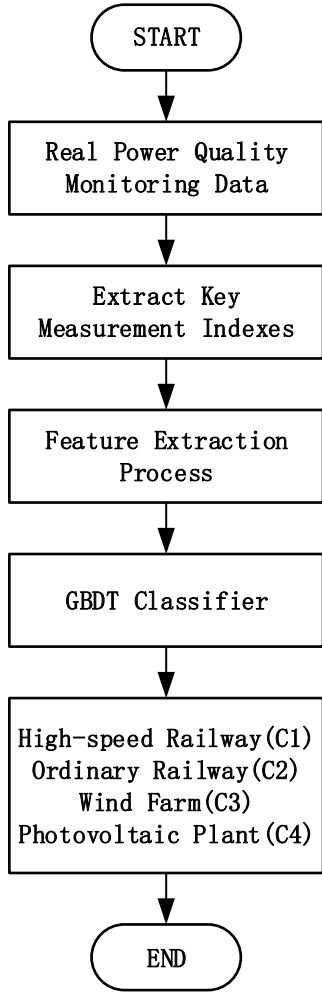 START
Real Power Quality
Monitoring Data
Extract Key
Measurement Indexes
Feature Extraction
Process
GBDT Classifier
High-speed Railway(C1)
Ordinary Railway(C2)
Wind Farm(C3)
Photovoltaic Plant(C4)
END